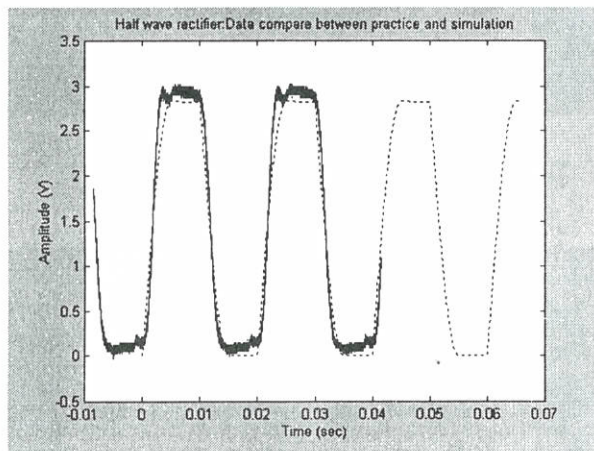 Half wave rectifier:Data compare between practice and simulation
3.5
3
2.5
2
1.5
1
0.5
0
-0.5
Amplitude (V)
-0.01 0 0.01 0.02 0.03 0.04 0.05 0.06 0.07
Time (sec)